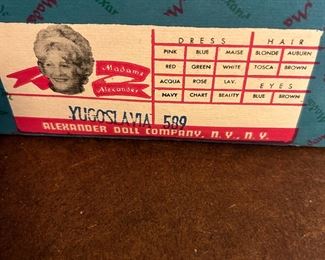 Madame
Alexander
DRESS HAIR
PINK BLUE MAISE BLONDE AUBURN
RED GREEN WHITE TOSCA BROWN
ACQUA ROSE LAV. EYES
NAVY CHART BEAUTY BLUE BROWN
YUGOSLAVIA 589
ALEXANDER DOLL COMPANY, N.Y., N.Y.